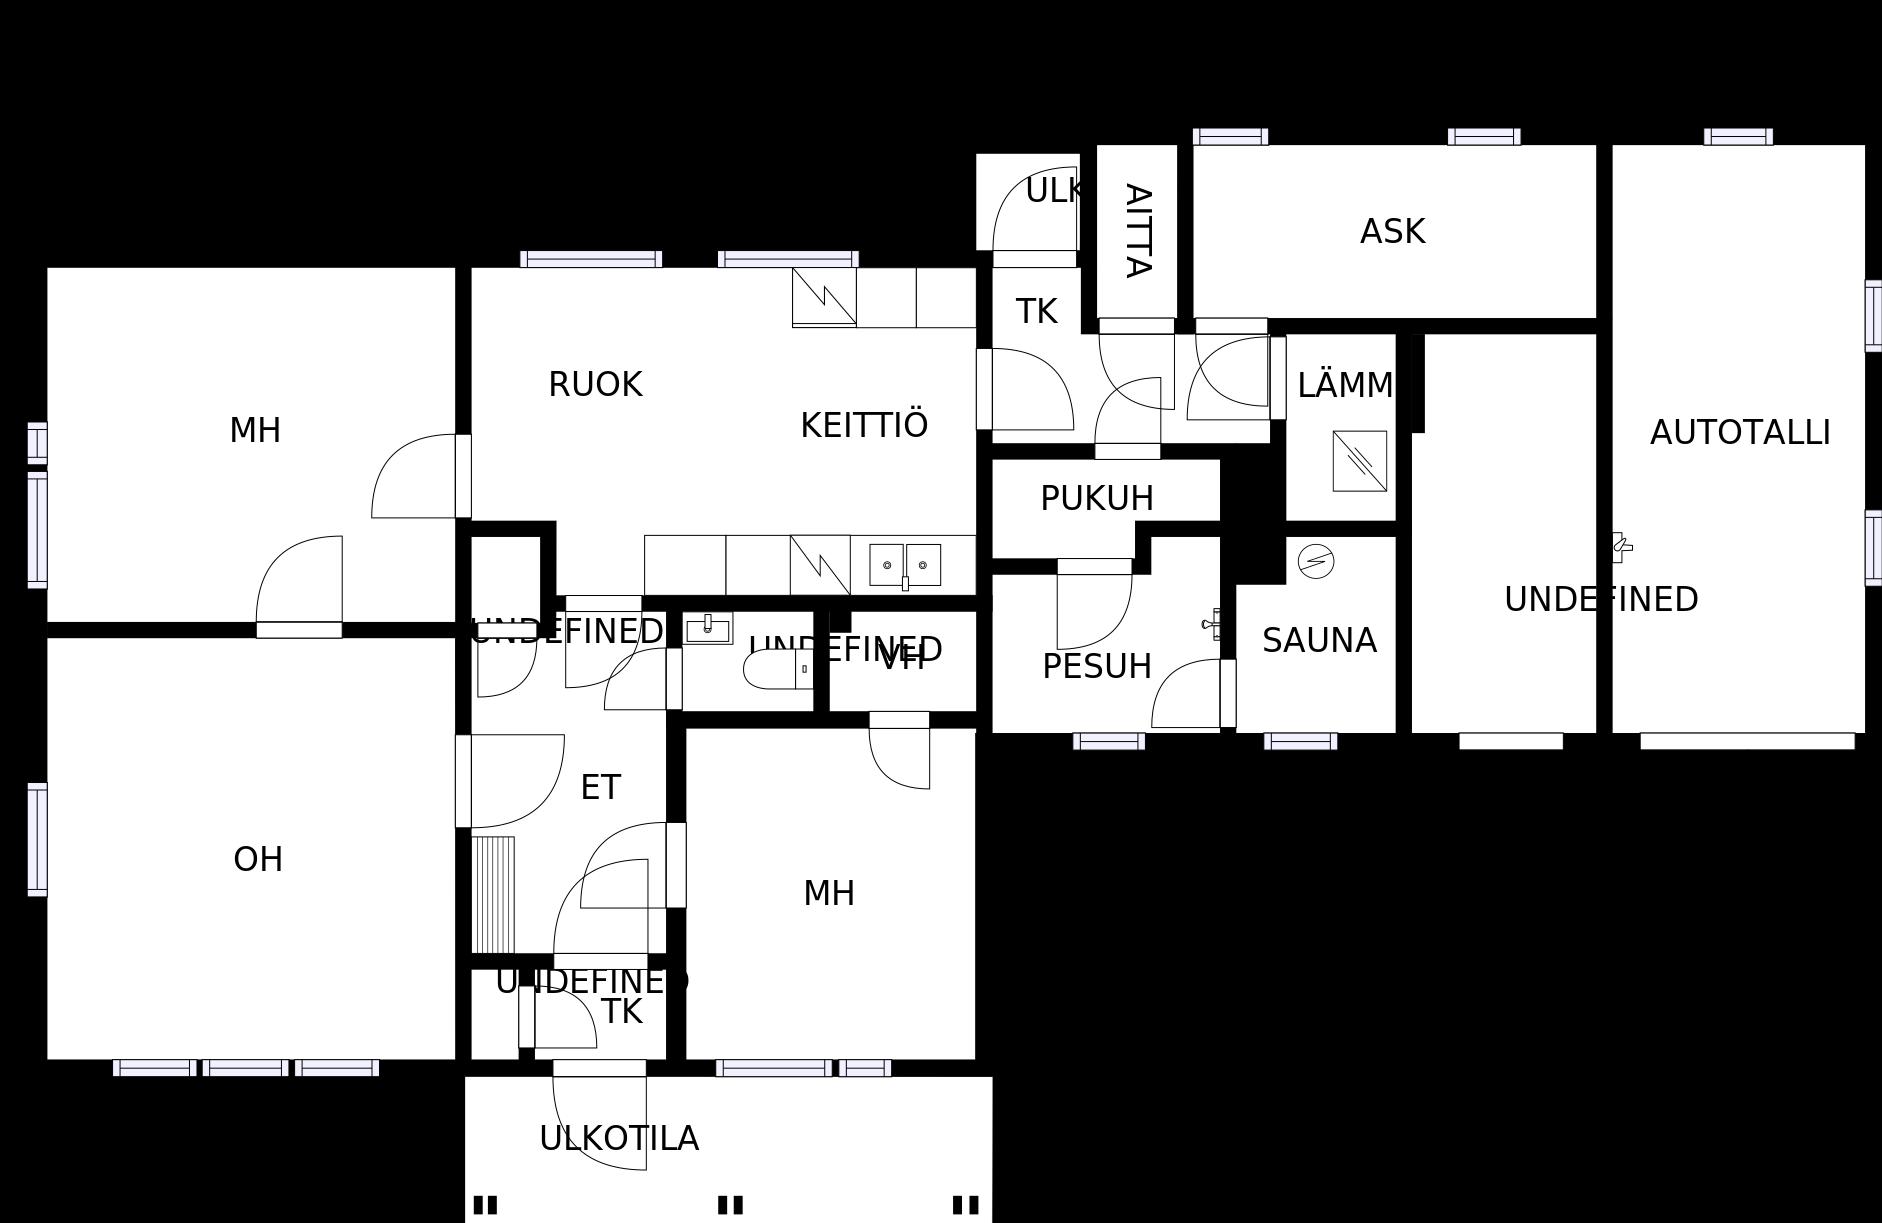 ULK
AITTA
ASK
TK
RUOK
LÄMM
KEITTIÖ
MH
AUTOTALLI
PUKUH
UNDEFINED
UNDEFINED
UNDEFINED
VH
SAUNA
PESUH
ET
OH
MH
UNDEFINED
TK
ULKOTILA